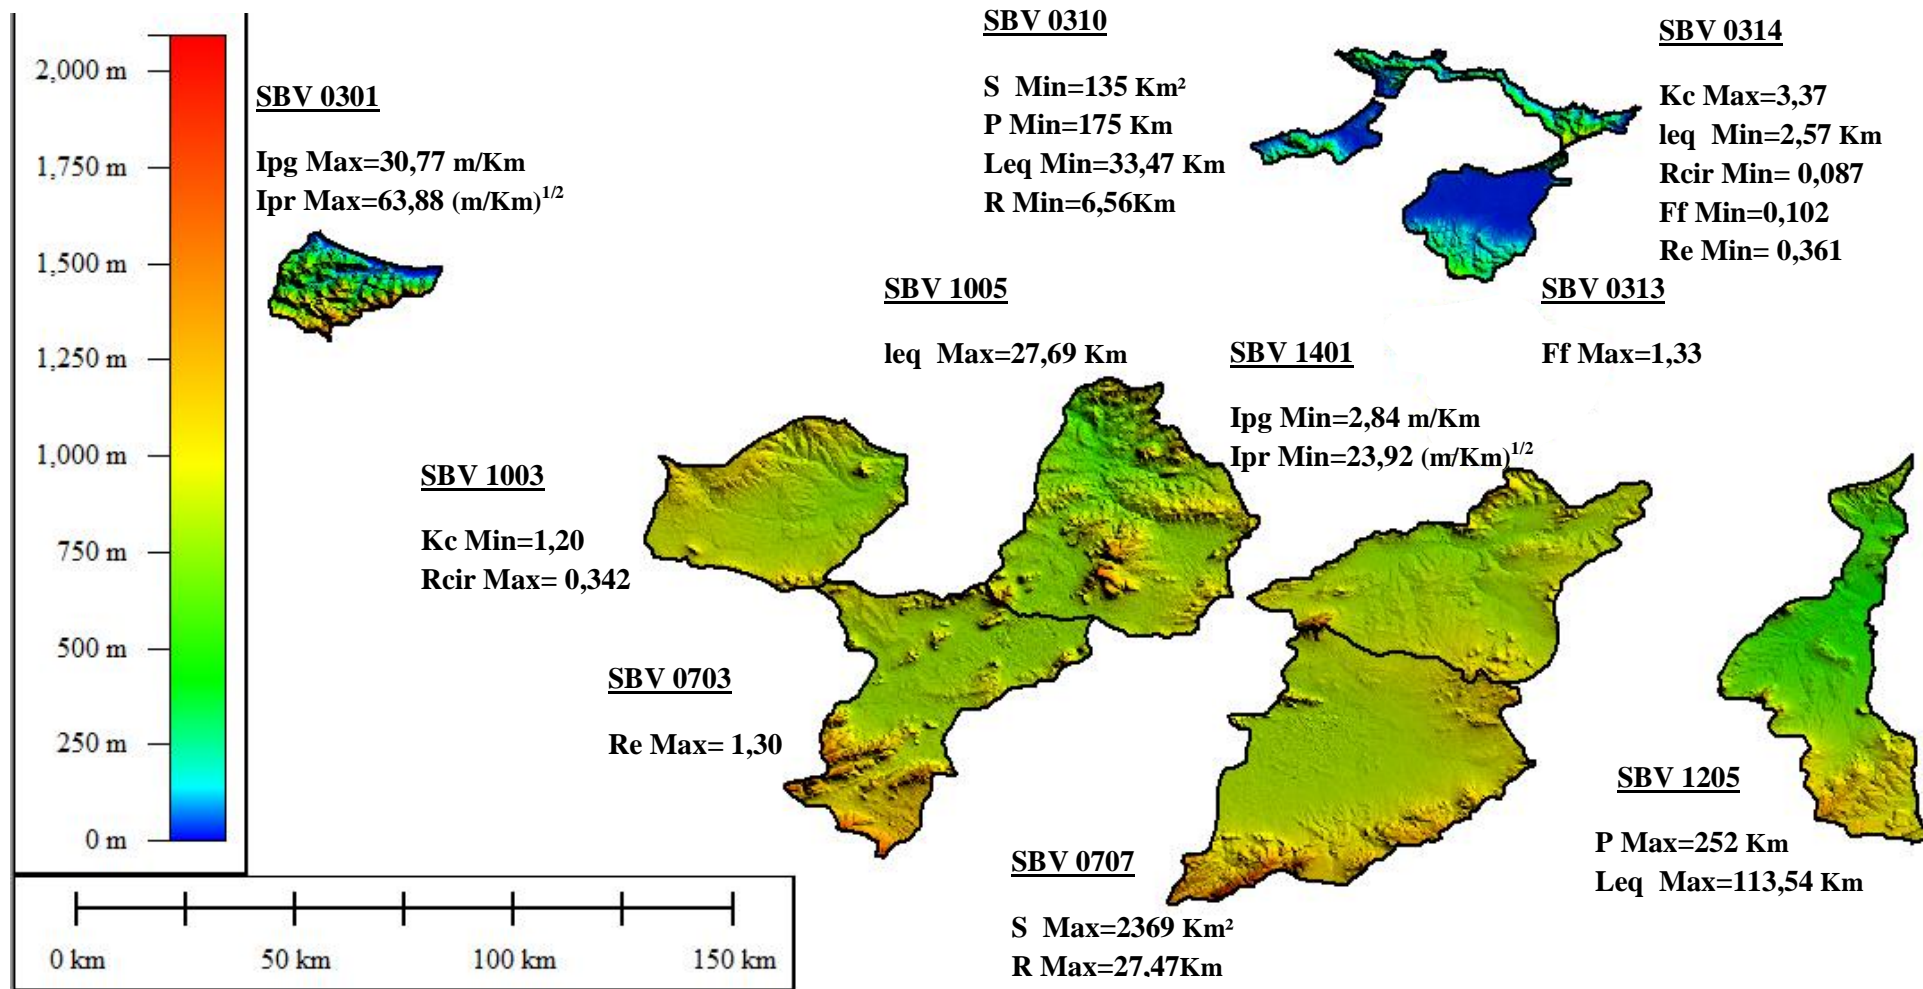 2,000 m
1,750 m
1,500 m
1,250 m
1,000 m
750 m
500 m
250 m
0 m
0 km
50 km
100 km
150 km
SBV 0301
Ipg Max=30,77 m/Km
Ipr Max=63,88 (m/Km)^1/2
SBV 0310
S Min=135 Km²
P Min=175 Km
Leq Min=33,47 Km
R Min=6,56Km
SBV 0314
Kc Max=3,37
leq Min=2,57 Km
Rcir Min= 0,087
Ff Min=0,102
Re Min= 0,361
SBV 1005
leq Max=27,69 Km
SBV 0313
Ff Max=1,33
SBV 1401
Ipg Min=2,84 m/Km
Ipr Min=23,92 (m/Km)^1/2
SBV 1003
Kc Min=1,20
Rcir Max= 0,342
SBV 0703
Re Max= 1,30
SBV 0707
S Max=2369 Km²
R Max=27,47Km
SBV 1205
P Max=252 Km
Leq Max=113,54 Km